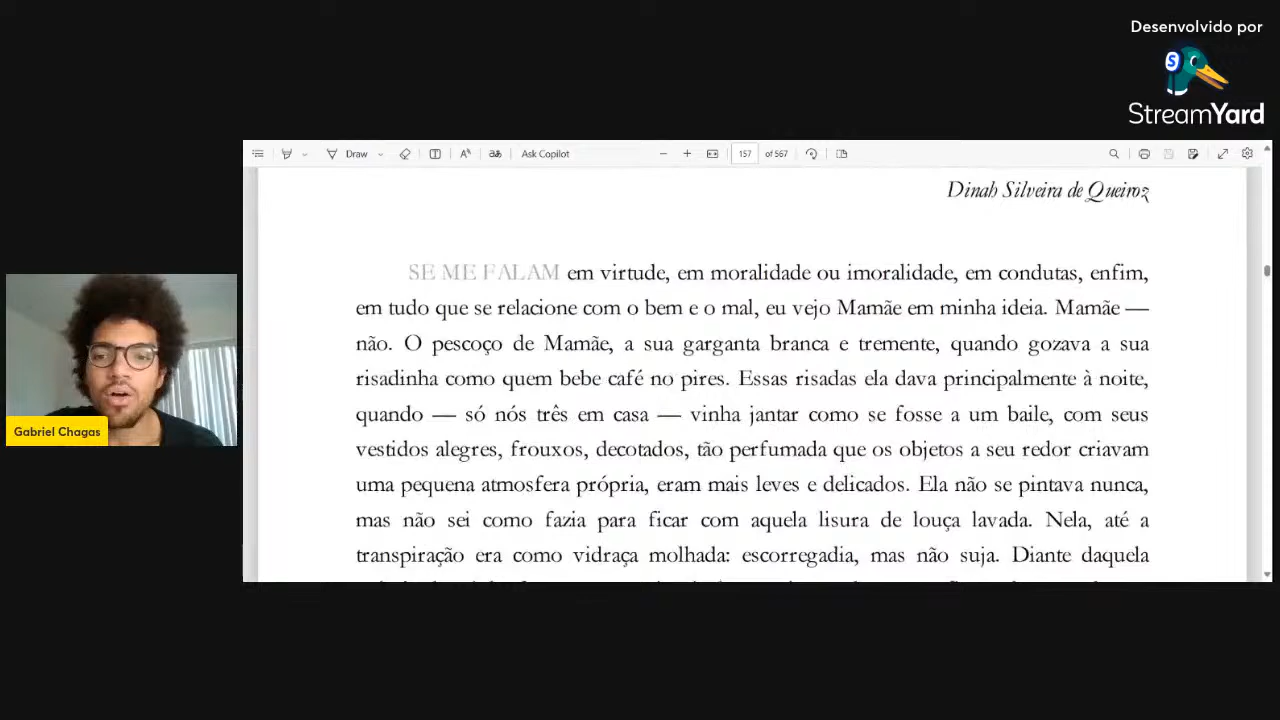 Desenvolvido por
StreamYard
Draw
Ask Copilot
157 of 567
Dinah Silveira de Queiroz
SE ME FALAM em virtude, em moralidade ou imoralidade, em condutas, enfim,
em tudo que se relacione com o bem e o mal, eu vejo Mamãe em minha ideia. Mamãe —
não. O pescoço de Mamãe, a sua garganta branca e tremente, quando gozava a sua
risadinha como quem bebe café no pires. Essas risadas ela dava principalmente à noite,
quando — só nós três em casa — vinha jantar como se fosse a um baile, com seus
vestidos alegres, frouxos, decotados, tão perfumada que os objetos a seu redor criavam
uma pequena atmosfera própria, eram mais leves e delicados. Ela não se pintava nunca,
mas não sei como fazia para ficar com aquela lisura de louça lavada. Nela, até a
transpiração era como vidraça molhada: escorregadia, mas não suja. Diante daquela
Gabriel Chagas